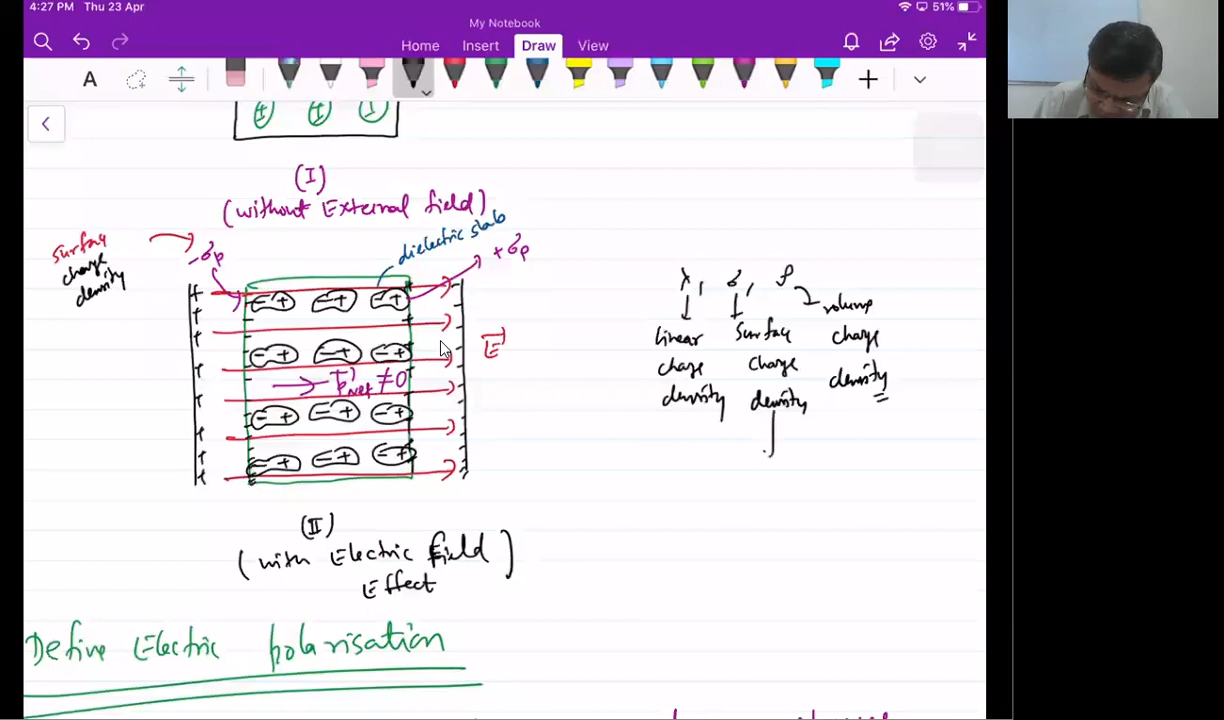 4:27 PM Thu 23 Apr
51%
My Notebook
Home Insert Draw View
A
(I)
(without External field)
surface
charge
density
-σp
dielectric slab
+σp
E
P Net ≠ 0
λ, σ, ρ
linear
charge
density
surface
charge
density
volume
charge
density
(II)
(with Electric Field)
Effect
Define Electric polarisation